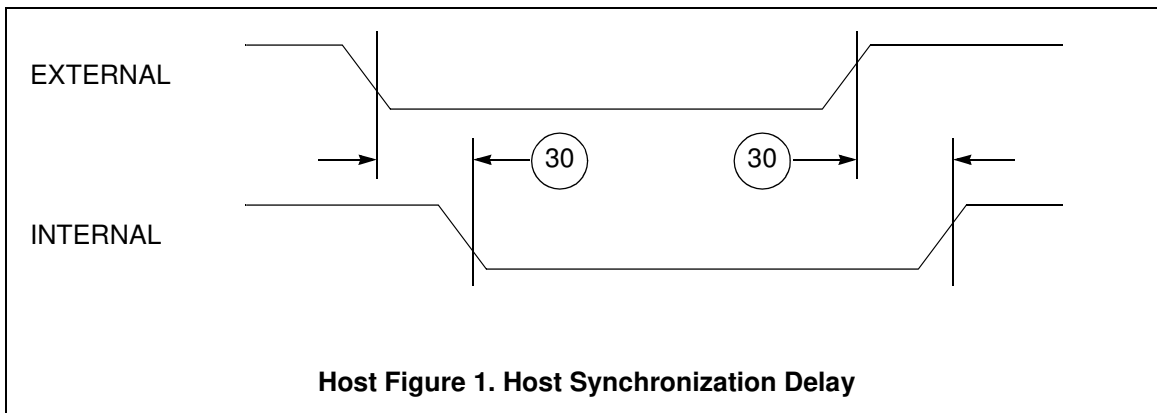 EXTERNAL
30 30
INTERNAL
Host Figure 1. Host Synchronization Delay